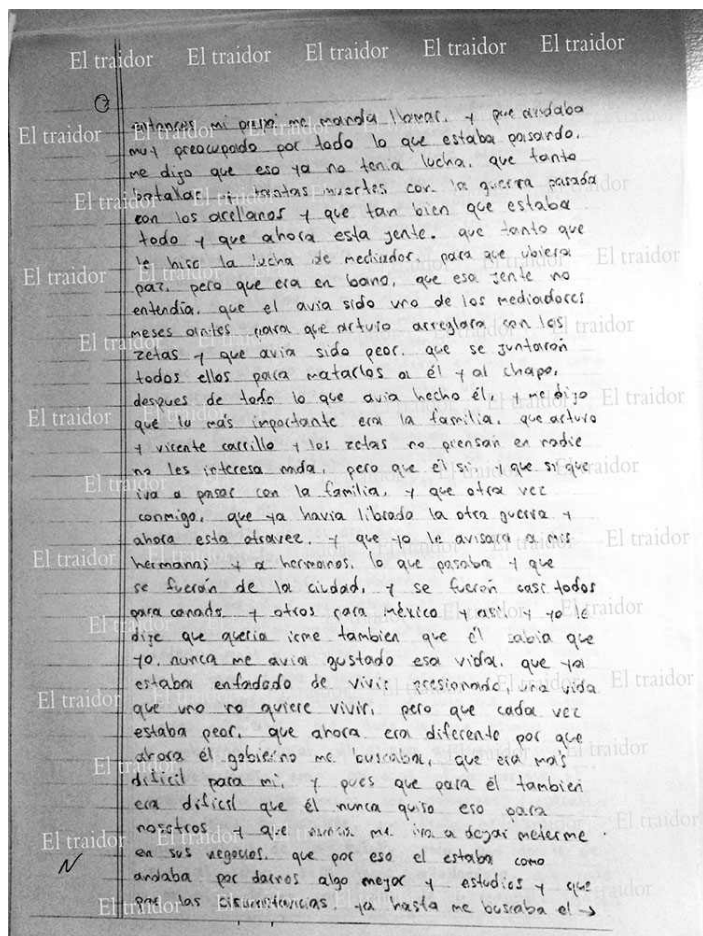 El traidor El traidor El traidor El traidor El traidor
7
entonces mi papa me manda llamar, y que andaba
muy preocupado por todo lo que estaba pasando,
me dijo que eso ya no tenia lucha, que tanto
batallar y tantas muertes con la guerra pasada
con los arellanos y que tan bien que estaba
todo y que ahora esta jente. que tanto que
le hiso la lucha de mediador, para que ubiera
paz, pero que era en bano, que esa jente no
entendía, que el avia sido uno de los mediadores
meses antes para que arturo arreglara con los
zetas y que avia sido peor, que se juntarón
todos ellos para matarlos a él y al chapo,
despues de todo lo que avia hecho él, y me dijo
que lo más importante era la familia, que arturo
y vicente carrillo y los zetas no piensan en nadie
no les interesa nada, pero que él si, y que si que
iva a pasar con la familia, y que otra vez
conmigo, que ya havia librado la otra guerra y
ahora esta otravez, y que yo le avisara a mis
hermanas y a hermanos, lo que pasaba y que
se fuerán de la ciudad, y se fuerón casi todos
para canada y otros para méxico y asi y yo le
dije que queria irme tambien que él sabia que
yo, nunca me avia gustado esa vida, que ya
estaba enfadado de vivir presionado, una vida
que uno no quiere vivir, pero que cada vez
estaba peor, que ahora era diferente por que
ahora él gobierno me buscaba, que era más
dificil para mi, y pues que para él tambien
era dificil que él nunca quiso eso para
nosotros y que nunca me iva a dejar meterme
en sus negocios, que por eso el estaba como
andaba por darnos algo mejor y estudios y que
por las cisunstancias ya hasta me buscaba el →
N